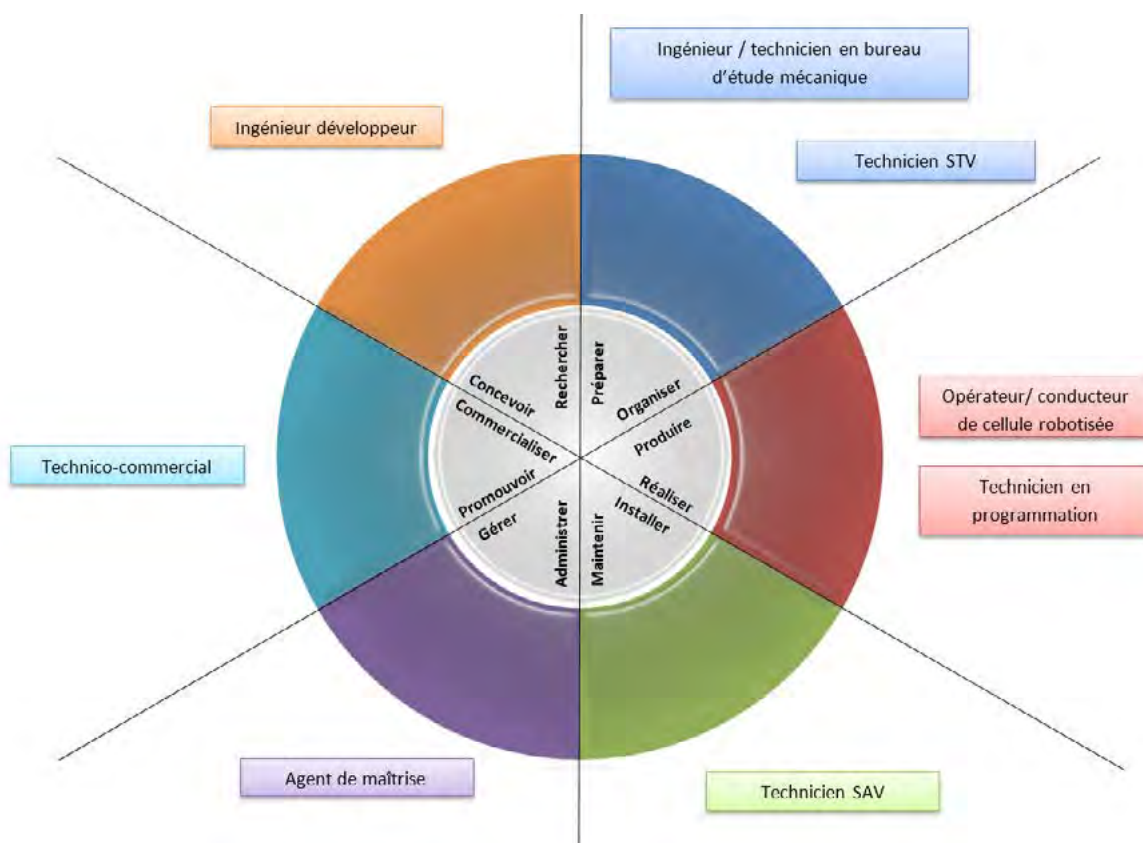 Ingénieur / technicien en bureau
d'étude mécanique
Ingénieur développeur
Technicien STV
Rechercher
Préparer
Concevoir
Organiser
Commercialiser
Produire
Opérateur/ conducteur
de cellule robotisée
Technico-commercial
Technicien en
programmation
Promouvoir
Réaliser
Gérer
Installer
Administrer
Maintenir
Agent de maîtrise
Technicien SAV